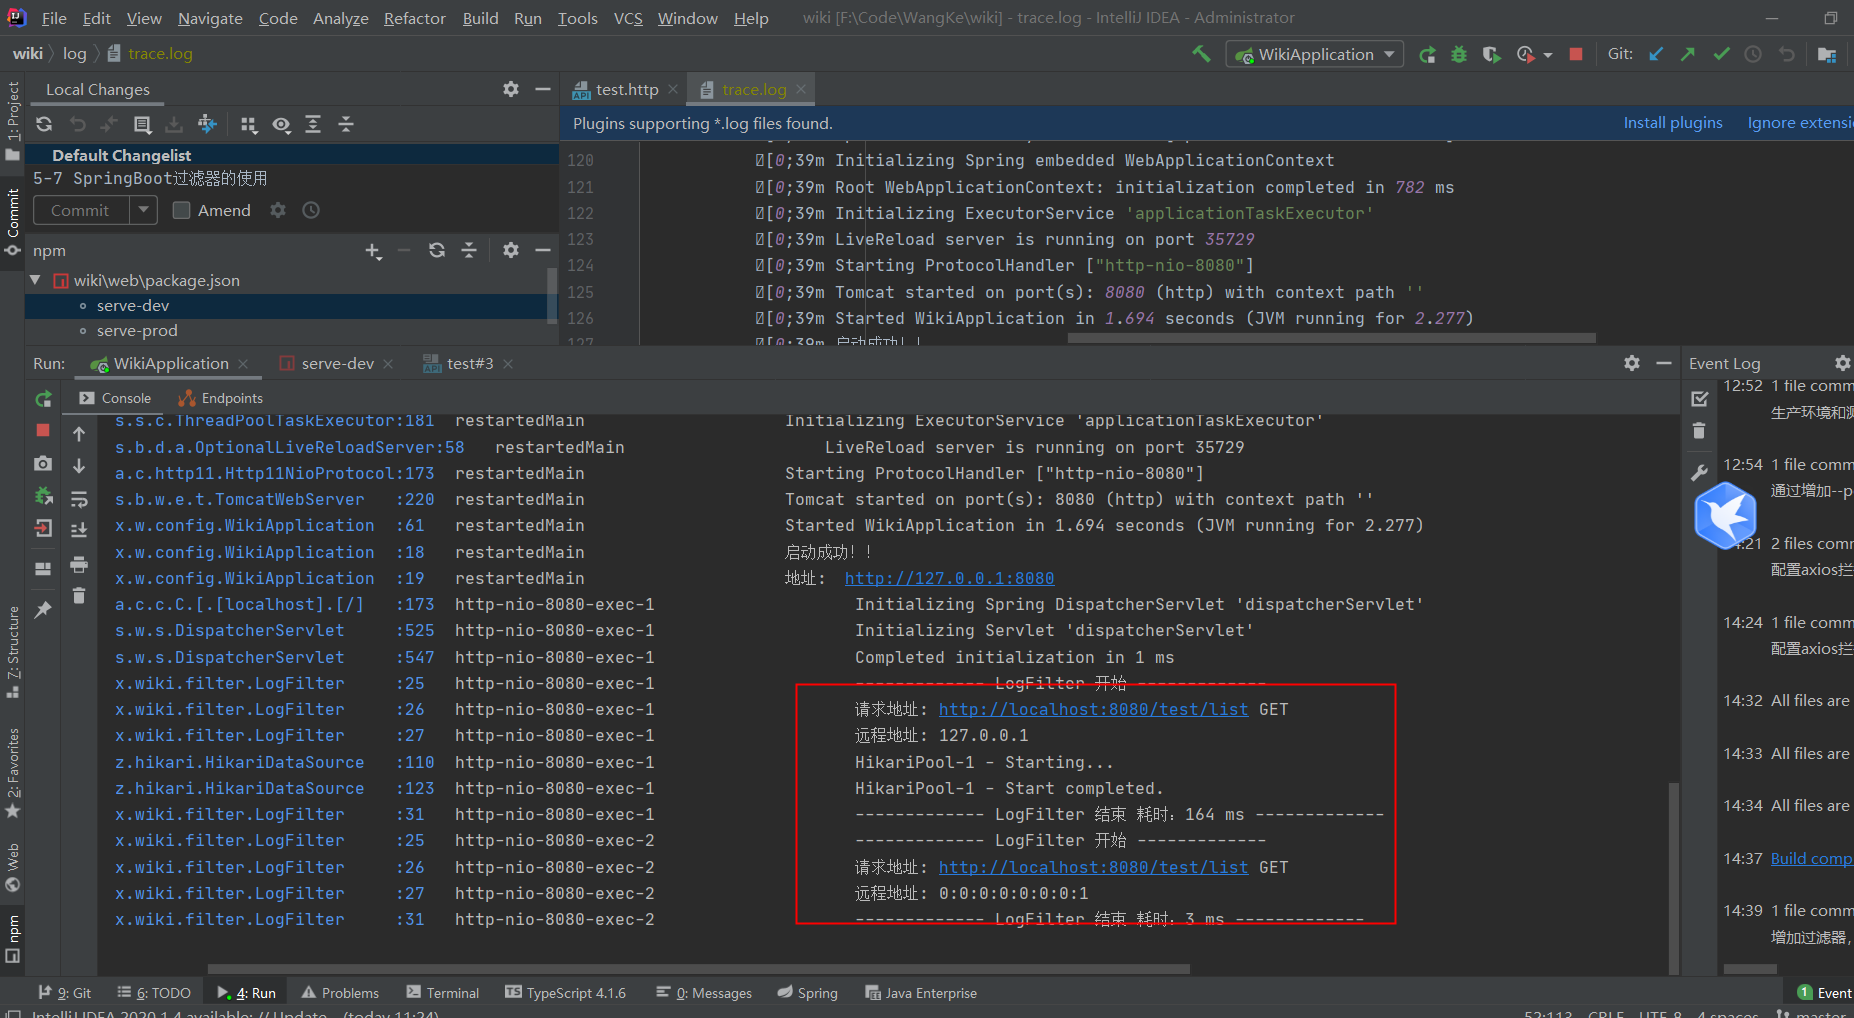 File Edit View Navigate Code Analyze Refactor Build Run Tools VCS Window Help wiki [F:\Code\WangKe\wiki] - trace.log - IntelliJ IDEA - Administrator
wiki log trace.log WikiApplication Git:
1: Project
Commit
7: Structure
2: Favorites
Web
npm
Local Changes
Default Changelist
5-7 SpringBoot过滤器的使用
Commit Amend
npm
wiki\web\package.json
serve-dev
serve-prod
test.http trace.log
Plugins supporting *.log files found. Install plugins Ignore extensi
120 [0;39m Initializing Spring embedded WebApplicationContext
121 [0;39m Root WebApplicationContext: initialization completed in 782 ms
122 [0;39m Initializing ExecutorService 'applicationTaskExecutor'
123 [0;39m LiveReload server is running on port 35729
124 [0;39m Starting ProtocolHandler ["http-nio-8080"]
125 [0;39m Tomcat started on port(s): 8080 (http) with context path ''
126 [0;39m Started WikiApplication in 1.694 seconds (JVM running for 2.277)
127 [0;39m 启动成功！！
Run: WikiApplication serve-dev test#3
Console Endpoints
s.s.c.ThreadPoolTaskExecutor:181 restartedMain Initializing ExecutorService 'applicationTaskExecutor'
s.b.d.a.OptionalLiveReloadServer:58 restartedMain LiveReload server is running on port 35729
a.c.http11.Http11NioProtocol:173 restartedMain Starting ProtocolHandler ["http-nio-8080"]
s.b.w.e.t.TomcatWebServer :220 restartedMain Tomcat started on port(s): 8080 (http) with context path ''
x.w.config.WikiApplication :61 restartedMain Started WikiApplication in 1.694 seconds (JVM running for 2.277)
x.w.config.WikiApplication :18 restartedMain 启动成功！！
x.w.config.WikiApplication :19 restartedMain 地址: http://127.0.0.1:8080
a.c.c.C.[.[localhost].[/] :173 http-nio-8080-exec-1 Initializing Spring DispatcherServlet 'dispatcherServlet'
s.w.s.DispatcherServlet :525 http-nio-8080-exec-1 Initializing Servlet 'dispatcherServlet'
s.w.s.DispatcherServlet :547 http-nio-8080-exec-1 Completed initialization in 1 ms
x.wiki.filter.LogFilter :25 http-nio-8080-exec-1 ------------- LogFilter 开始 -------------
x.wiki.filter.LogFilter :26 http-nio-8080-exec-1 请求地址: http://localhost:8080/test/list GET
x.wiki.filter.LogFilter :27 http-nio-8080-exec-1 远程地址: 127.0.0.1
z.hikari.HikariDataSource :110 http-nio-8080-exec-1 HikariPool-1 - Starting...
z.hikari.HikariDataSource :123 http-nio-8080-exec-1 HikariPool-1 - Start completed.
x.wiki.filter.LogFilter :31 http-nio-8080-exec-1 ------------- LogFilter 结束 耗时：164 ms -------------
x.wiki.filter.LogFilter :25 http-nio-8080-exec-2 ------------- LogFilter 开始 -------------
x.wiki.filter.LogFilter :26 http-nio-8080-exec-2 请求地址: http://localhost:8080/test/list GET
x.wiki.filter.LogFilter :27 http-nio-8080-exec-2 远程地址: 0:0:0:0:0:0:0:1
x.wiki.filter.LogFilter :31 http-nio-8080-exec-2 ------------- LogFilter 结束 耗时：3 ms -------------
Event Log
12:52 1 file comm
生产环境和测
12:54 1 file comm
通过增加--p
:21 2 files comm
配置axios拦
14:24 1 file comm
配置axios拦
14:32 All files are
14:33 All files are
14:34 All files are
14:37 Build comp
14:39 1 file comm
增加过滤器，
9: Git 6: TODO 4: Run Problems Terminal TypeScript 4.1.6 0: Messages Spring Java Enterprise 1 Event
IntelliJ IDEA 2020.1.4 available: // Update... (today 11:24) 52:113 CRLF UTF-8 4 spaces master